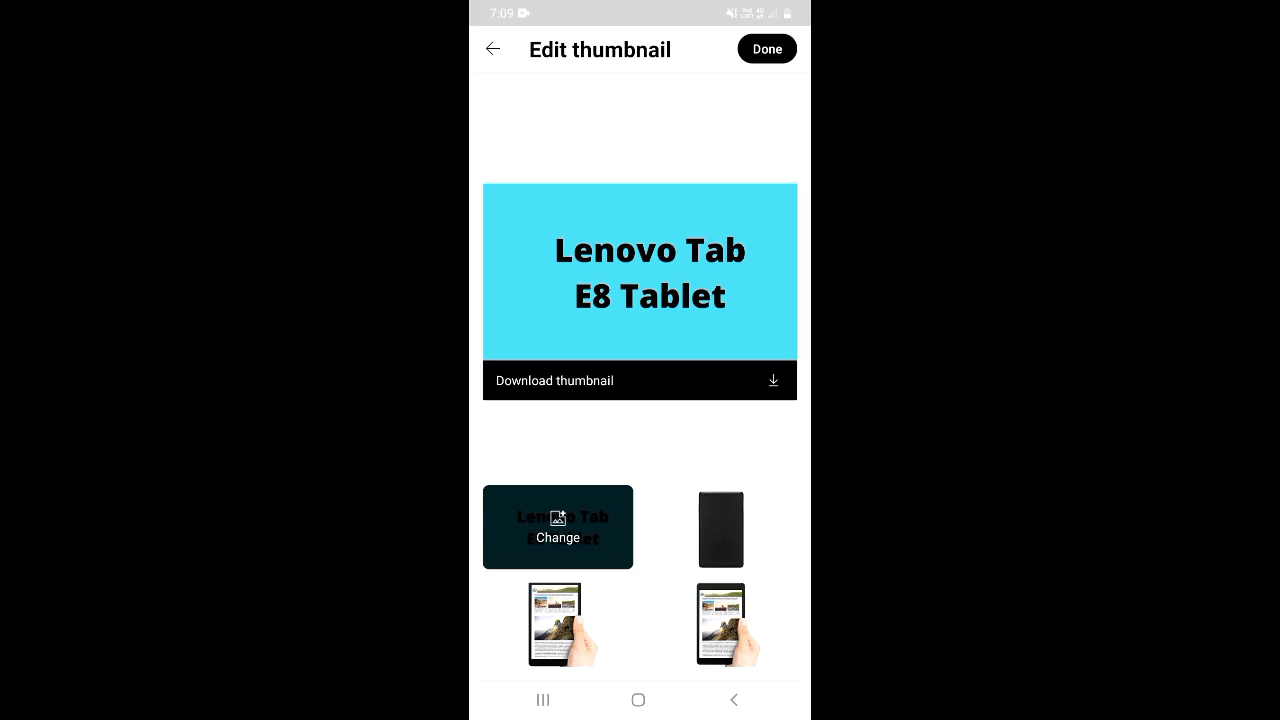 7:09
Edit thumbnail
Done
Lenovo Tab
E8 Tablet
Download thumbnail
Change